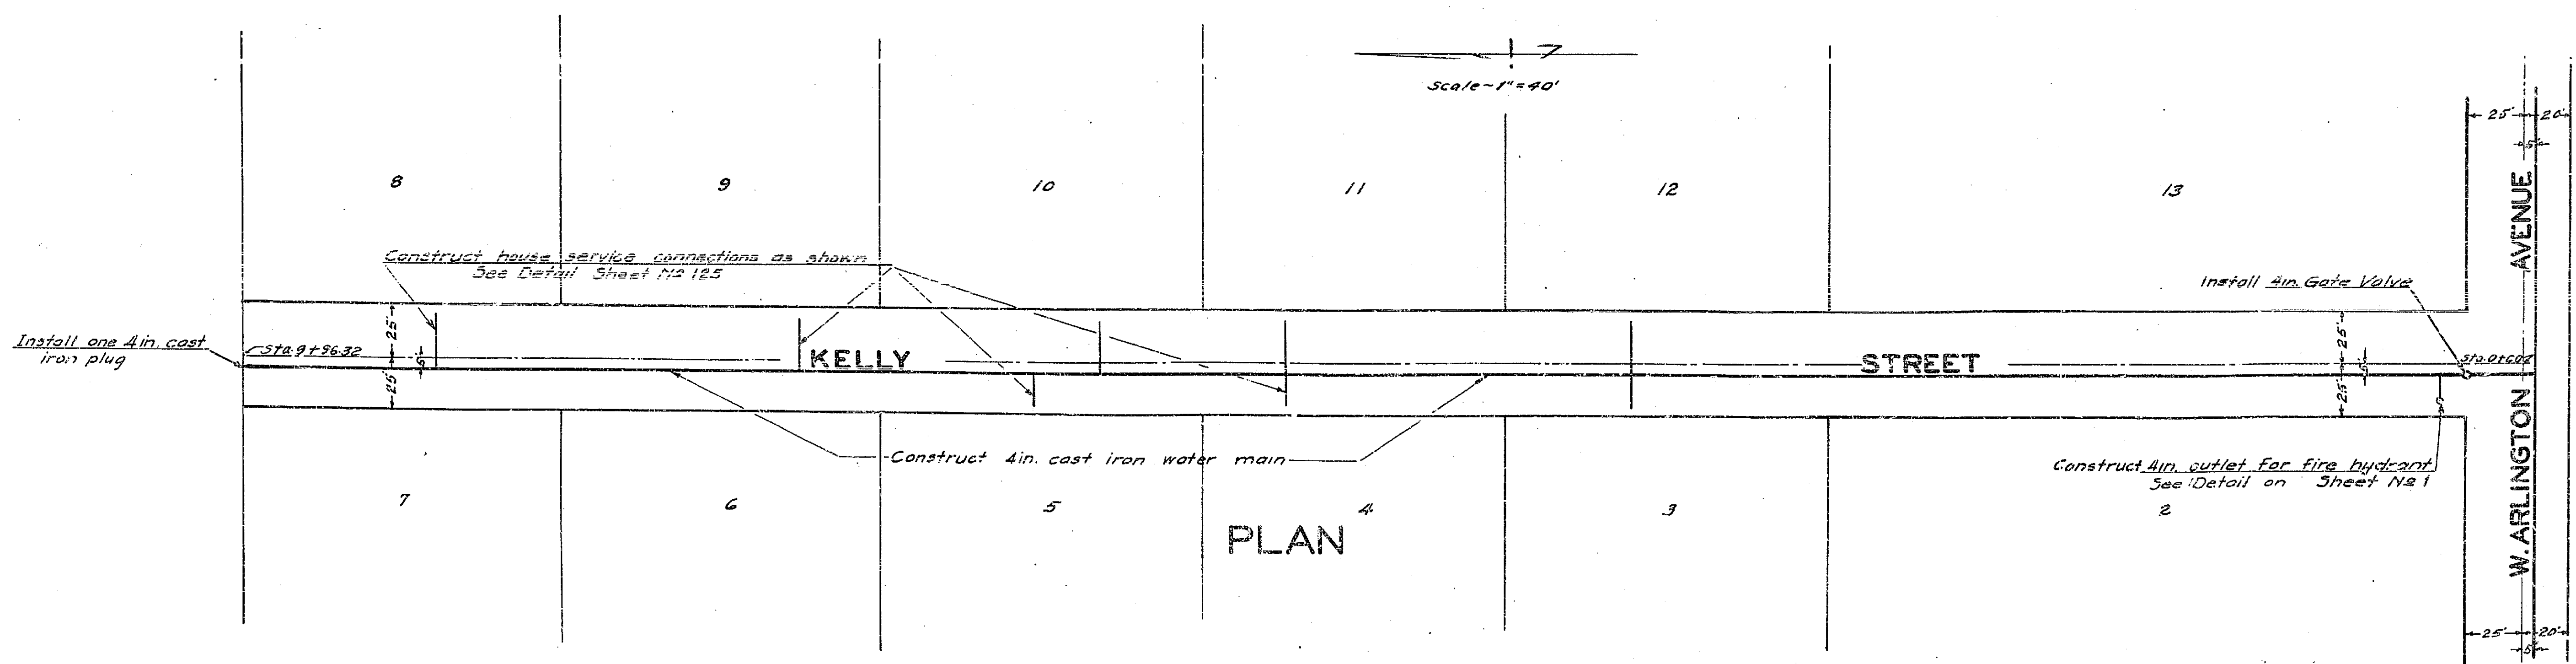 Scale~1"=40'
25'
20'
5'
8
9
10
11
12
13
Construct house service connections as shown
See Detail Sheet No 125
Install 4in. Gate Valve
W. ARLINGTON AVENUE
Install one 4in. cast
iron plug
Sta. 9+96.32
25'
5'
25'
KELLY STREET
25'
5'
25'
Construct 4in. cast iron water main
Construct 4in. outlet for fire hydrant
See Detail on Sheet No 1
7
6
5
4
3
2
PLAN
25'
20'
5'